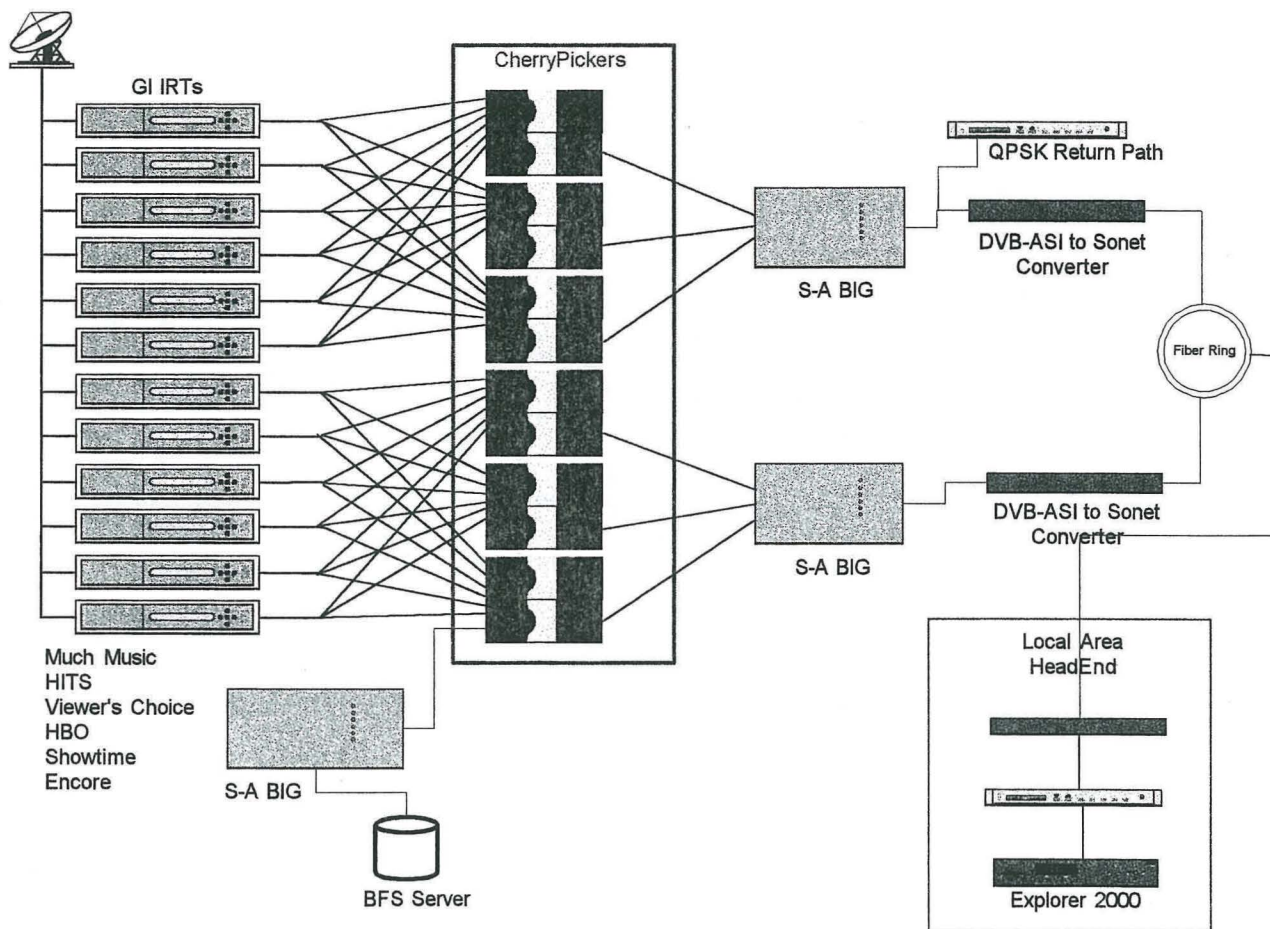 CherryPickers
GI IRTs
QPSK Return Path
DVB-ASI to Sonet
Converter
S-A BIG
Fiber Ring
DVB-ASI to Sonet
Converter
S-A BIG
Much Music
HITS
Viewer's Choice
HBO
Showtime
Encore
S-A BIG
BFS Server
Local Area
HeadEnd
Explorer 2000